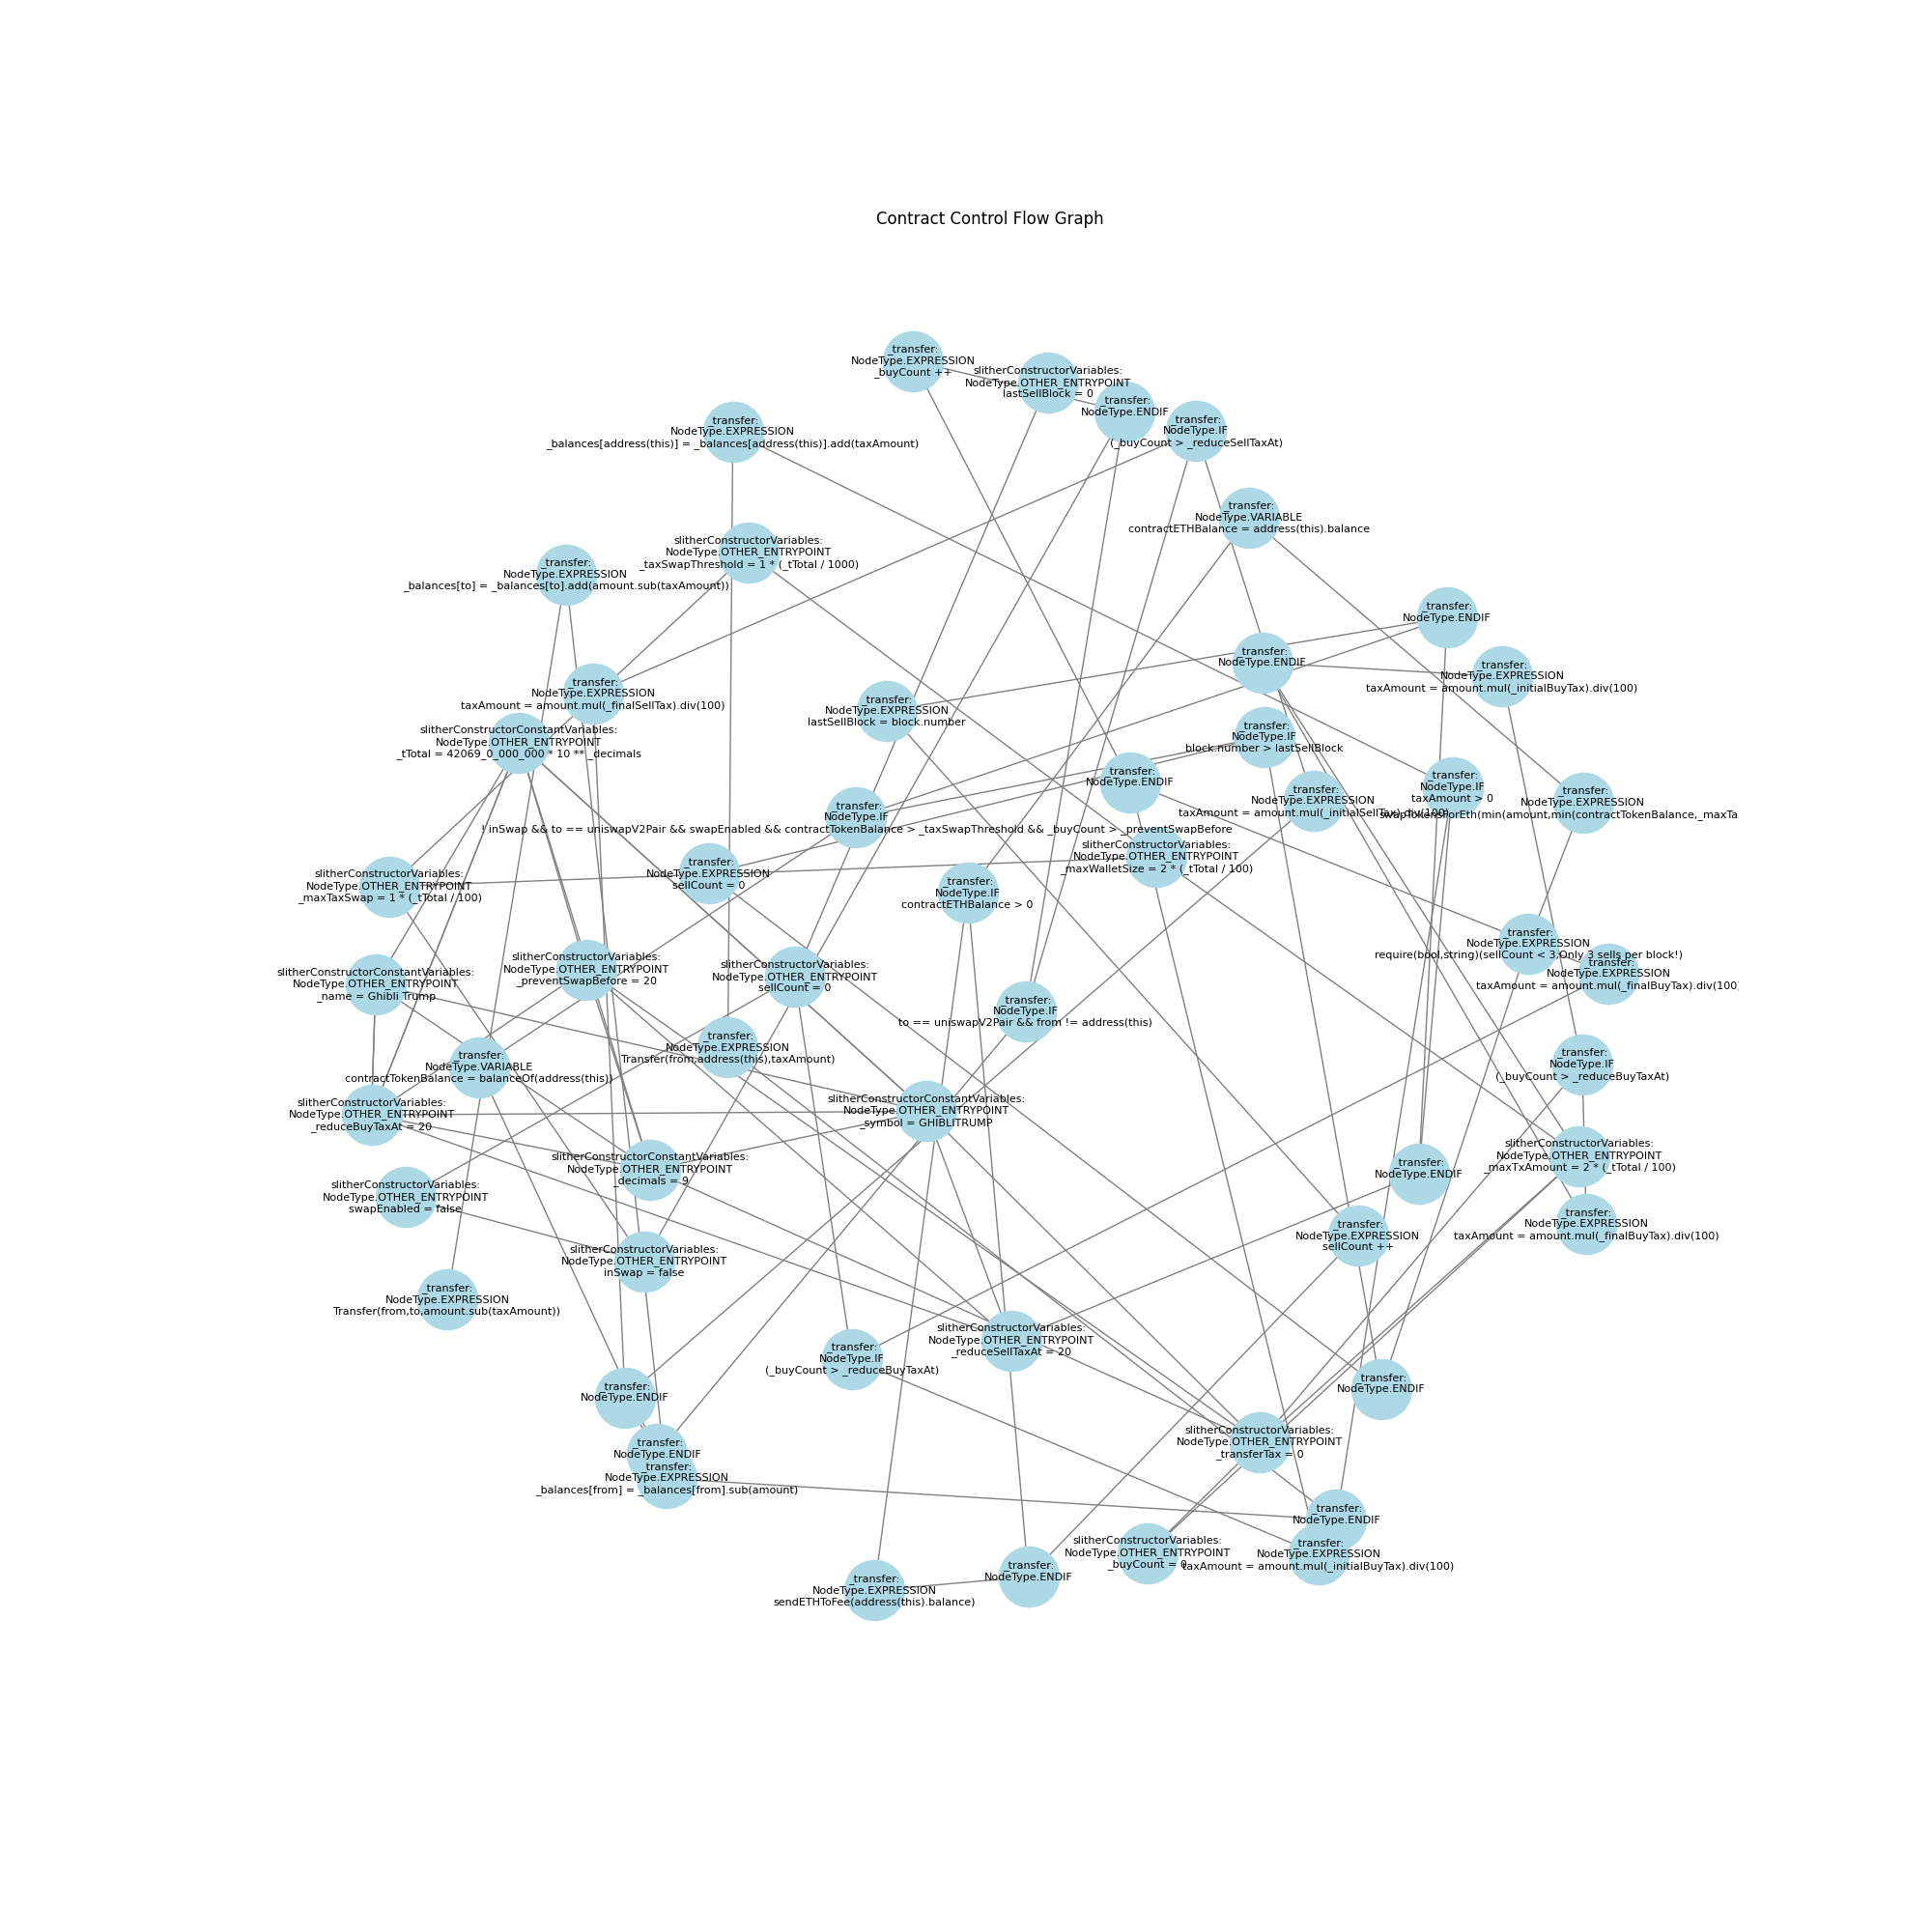 Contract Control Flow Graph
_transfer:
NodeType.EXPRESSION
_buyCount ++
slitherConstructorVariables:
NodeType.OTHER_ENTRYPOINT
lastSellBlock = 0
_transfer:
NodeType.ENDIF
_transfer:
NodeType.IF
(_buyCount > _reduceSellTaxAt)
_transfer:
NodeType.EXPRESSION
_balances[address(this)] = _balances[address(this)].add(taxAmount)
_transfer:
NodeType.VARIABLE
contractETHBalance = address(this).balance
slitherConstructorVariables:
NodeType.OTHER_ENTRYPOINT
_taxSwapThreshold = 1 * (_tTotal / 1000)
_transfer:
NodeType.EXPRESSION
_balances[to] = _balances[to].add(amount.sub(taxAmount))
_transfer:
NodeType.ENDIF
_transfer:
NodeType.ENDIF
_transfer:
NodeType.EXPRESSION
taxAmount = amount.mul(_initialBuyTax).div(100)
_transfer:
NodeType.EXPRESSION
taxAmount = amount.mul(_finalSellTax).div(100)
_transfer:
NodeType.EXPRESSION
lastSellBlock = block.number
slitherConstructorConstantVariables:
NodeType.OTHER_ENTRYPOINT
_tTotal = 42069_0_000_000 * 10 ** _decimals
_transfer:
NodeType.IF
block.number > lastSellBlock
_transfer:
NodeType.ENDIF
_transfer:
NodeType.EXPRESSION
taxAmount = amount.mul(_initialSellTax).div(100)
_transfer:
NodeType.IF
taxAmount > 0
_transfer:
NodeType.EXPRESSION
swapTokensForEth(min(amount,min(contractTokenBalance,_maxTa
_transfer:
NodeType.IF
! inSwap && to == uniswapV2Pair && swapEnabled && contractTokenBalance > _taxSwapThreshold && _buyCount > _preventSwapBefore
slitherConstructorVariables:
NodeType.OTHER_ENTRYPOINT
_maxWalletSize = 2 * (_tTotal / 100)
_transfer:
NodeType.EXPRESSION
sellCount = 0
slitherConstructorVariables:
NodeType.OTHER_ENTRYPOINT
_maxTaxSwap = 1 * (_tTotal / 100)
_transfer:
NodeType.IF
contractETHBalance > 0
_transfer:
NodeType.EXPRESSION
require(bool,string)(sellCount < 3,Only 3 sells per block!)
_transfer:
NodeType.EXPRESSION
taxAmount = amount.mul(_finalBuyTax).div(100)
slitherConstructorVariables:
NodeType.OTHER_ENTRYPOINT
_preventSwapBefore = 20
slitherConstructorVariables:
NodeType.OTHER_ENTRYPOINT
sellCount = 0
slitherConstructorConstantVariables:
NodeType.OTHER_ENTRYPOINT
_name = Ghibli Trump
_transfer:
NodeType.IF
to == uniswapV2Pair && from != address(this)
_transfer:
NodeType.EXPRESSION
Transfer(from,address(this),taxAmount)
_transfer:
NodeType.VARIABLE
contractTokenBalance = balanceOf(address(this))
_transfer:
NodeType.IF
(_buyCount > _reduceBuyTaxAt)
slitherConstructorVariables:
NodeType.OTHER_ENTRYPOINT
_reduceBuyTaxAt = 20
slitherConstructorConstantVariables:
NodeType.OTHER_ENTRYPOINT
_symbol = GHIBLITRUMP
slitherConstructorVariables:
NodeType.OTHER_ENTRYPOINT
_maxTxAmount = 2 * (_tTotal / 100)
slitherConstructorConstantVariables:
NodeType.OTHER_ENTRYPOINT
_decimals = 9
_transfer:
NodeType.ENDIF
slitherConstructorVariables:
NodeType.OTHER_ENTRYPOINT
swapEnabled = false
_transfer:
NodeType.EXPRESSION
taxAmount = amount.mul(_finalBuyTax).div(100)
_transfer:
NodeType.EXPRESSION
sellCount ++
slitherConstructorVariables:
NodeType.OTHER_ENTRYPOINT
inSwap = false
_transfer:
NodeType.EXPRESSION
Transfer(from,to,amount.sub(taxAmount))
slitherConstructorVariables:
NodeType.OTHER_ENTRYPOINT
_reduceSellTaxAt = 20
_transfer:
NodeType.IF
(_buyCount > _reduceBuyTaxAt)
_transfer:
NodeType.ENDIF
_transfer:
NodeType.ENDIF
slitherConstructorVariables:
NodeType.OTHER_ENTRYPOINT
_transferTax = 0
_transfer:
NodeType.ENDIF
_transfer:
NodeType.EXPRESSION
_balances[from] = _balances[from].sub(amount)
_transfer:
NodeType.ENDIF
slitherConstructorVariables:
NodeType.OTHER_ENTRYPOINT
_buyCount = 0
_transfer:
NodeType.EXPRESSION
taxAmount = amount.mul(_initialBuyTax).div(100)
_transfer:
NodeType.ENDIF
_transfer:
NodeType.EXPRESSION
sendETHToFee(address(this).balance)